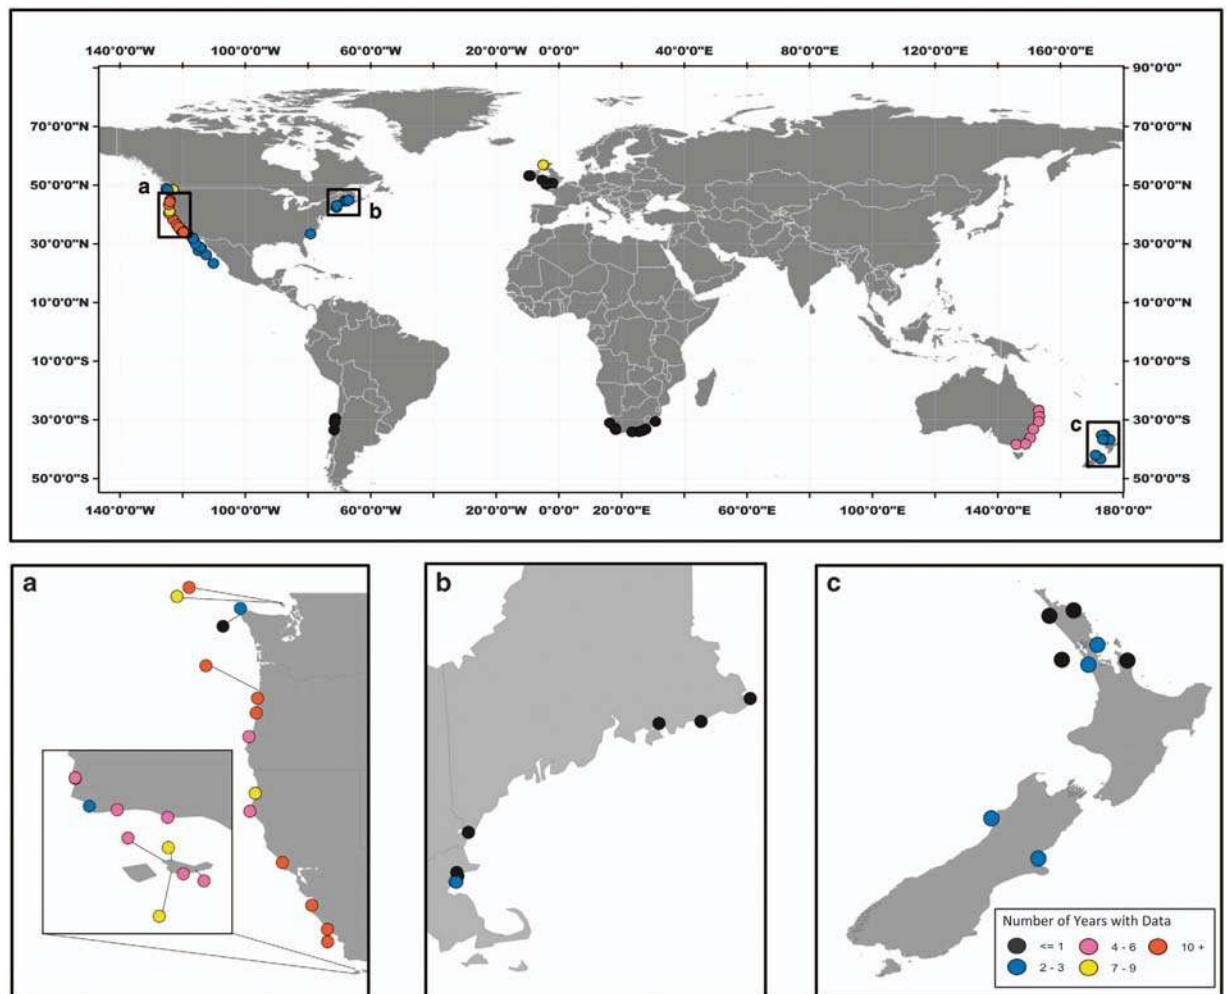 140°0'0"W 100°0'0"W 60°0'0"W 20°0'0"W 0°0'0" 40°0'0"E 80°0'0"E 120°0'0"E 160°0'0"E
90°0'0"
70°0'0"N 70°0'0"N
50°0'0"N a b 50°0'0"N
30°0'0"N 30°0'0"N
10°0'0"N 10°0'0"N
10°0'0"S 10°0'0"S
30°0'0"S c 30°0'0"S
50°0'0"S 50°0'0"S
140°0'0"W 100°0'0"W 60°0'0"W 20°0'0"W 0°0'0" 20°0'0"E 60°0'0"E 100°0'0"E 140°0'0"E 180°0'0"
a b c
Number of Years with Data
<= 1 4 - 6 10 +
2 - 3 7 - 9